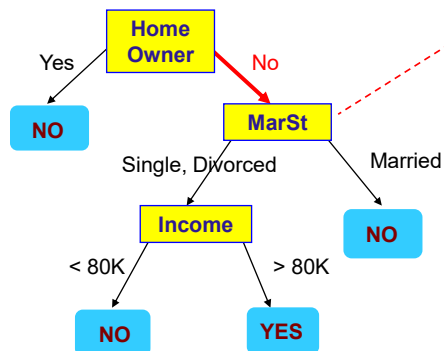 Home
Owner
Yes
No
NO
MarSt
Single, Divorced
Married
Income
NO
< 80K
> 80K
NO
YES